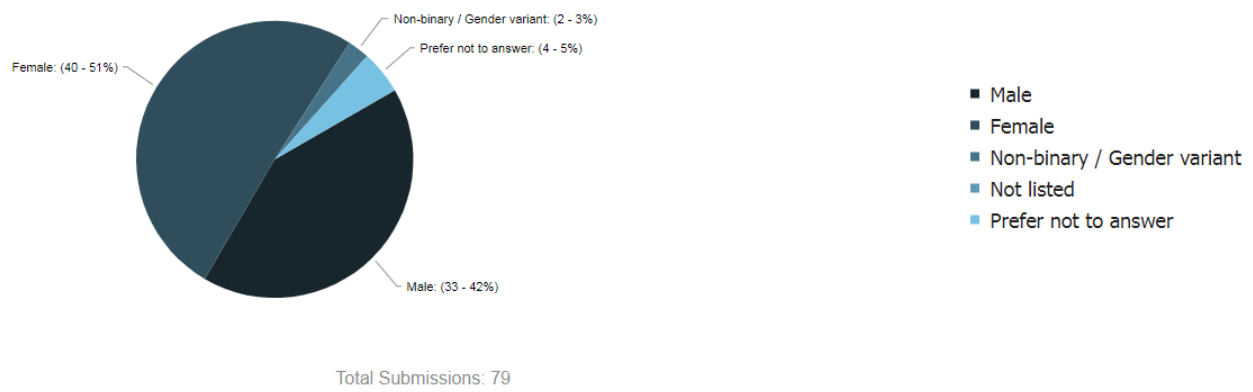 Non-binary / Gender variant: (2 - 3%)
Prefer not to answer: (4 - 5%)
Female: (40 - 51%)
Male: (33 - 42%)
Male
Female
Non-binary / Gender variant
Not listed
Prefer not to answer
Total Submissions: 79